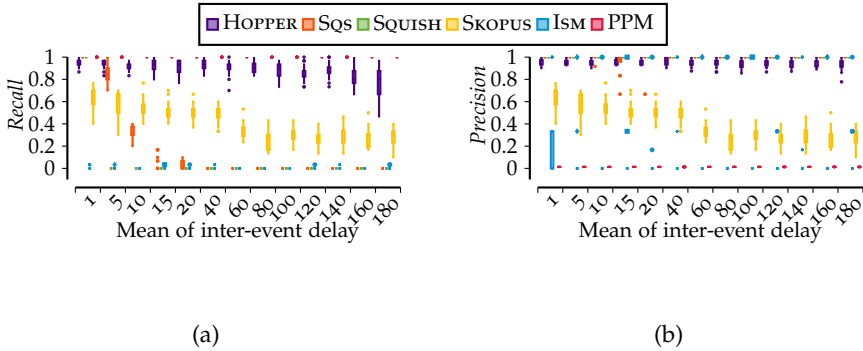 HOPPER SQS SQUISH SKOPUS ISM PPM
Recall
1
0.8
0.6
0.4
0.2
0
1 5 10 15 20 40 60 80 100 120 140 160 180
Mean of inter-event delay
(a)
Precision
1
0.8
0.6
0.4
0.2
0
1 5 10 15 20 40 60 80 100 120 140 160 180
Mean of inter-event delay
(b)